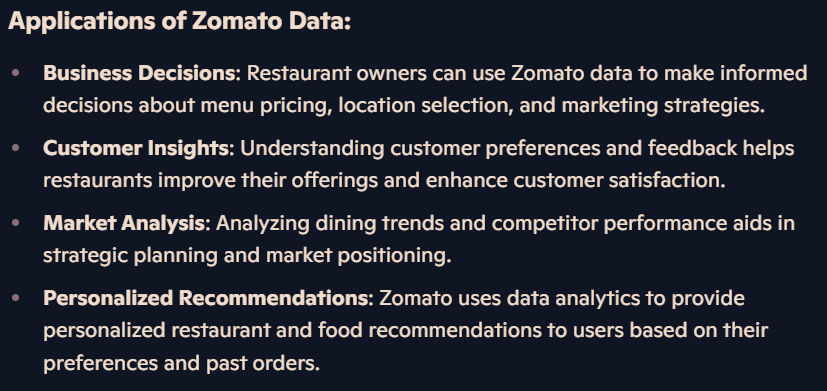 Applications of Zomato Data:
• Business Decisions: Restaurant owners can use Zomato data to make informed
decisions about menu pricing, location selection, and marketing strategies.
• Customer Insights: Understanding customer preferences and feedback helps
restaurants improve their offerings and enhance customer satisfaction.
• Market Analysis: Analyzing dining trends and competitor performance aids in
strategic planning and market positioning.
• Personalized Recommendations: Zomato uses data analytics to provide
personalized restaurant and food recommendations to users based on their
preferences and past orders.